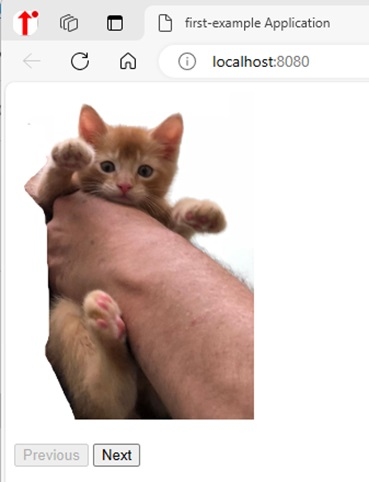 first-example Application
localhost:8080
Previous
Next